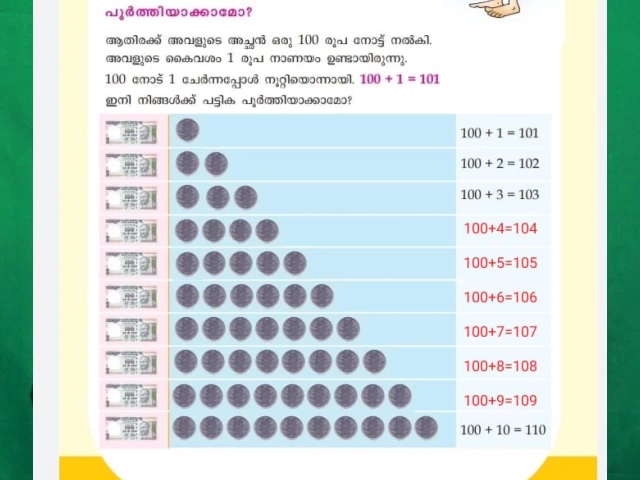 പൂർത്തിയാക്കാമോ?
ആതിരക്ക് അവളുടെ അച്ഛൻ ഒരു 100 രൂപ നോട്ട് നൽകി.
അവളുടെ കൈവശം 1 രൂപ നാണയം ഉണ്ടായിരുന്നു.
100 നോട് 1 ചേർന്നപ്പോൾ നൂറ്റിയൊന്നായി. 100 + 1 = 101
ഇനി നിങ്ങൾക്ക് പട്ടിക പൂർത്തിയാക്കാമോ?
100 + 1 = 101
100 + 2 = 102
100 + 3 = 103
100+4=104
100+5=105
100+6=106
100+7=107
100+8=108
100+9=109
100 + 10 = 110